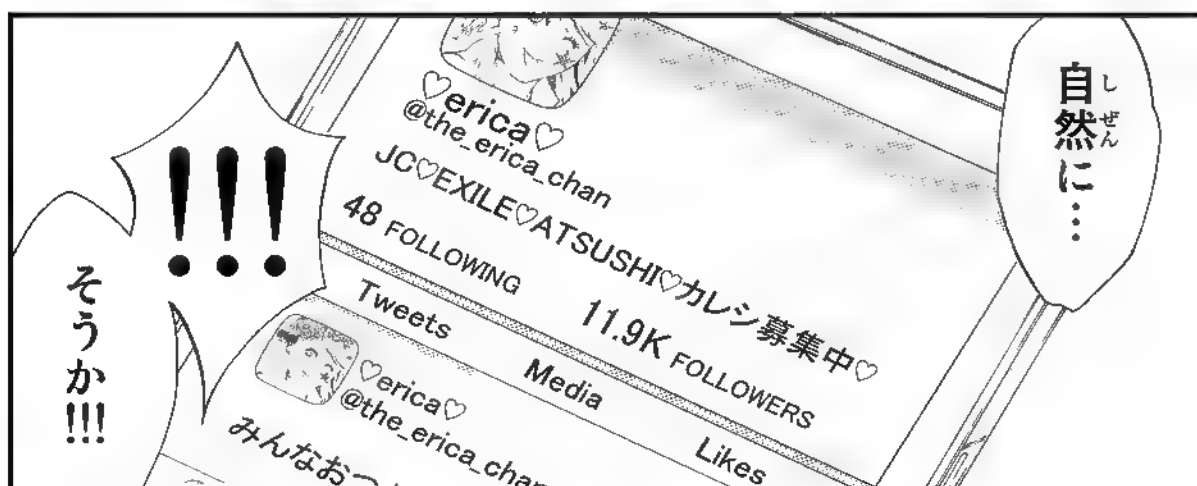 自然に…
♡erica♡
@the_erica_chan
JC♡EXILE♡ATSUSHI♡カレシ募集中♡
48 FOLLOWING 11.9K FOLLOWERS
Tweets Media Likes
♡erica♡
@the_erica_chan
みんなおつ
!!!
そうか!!!